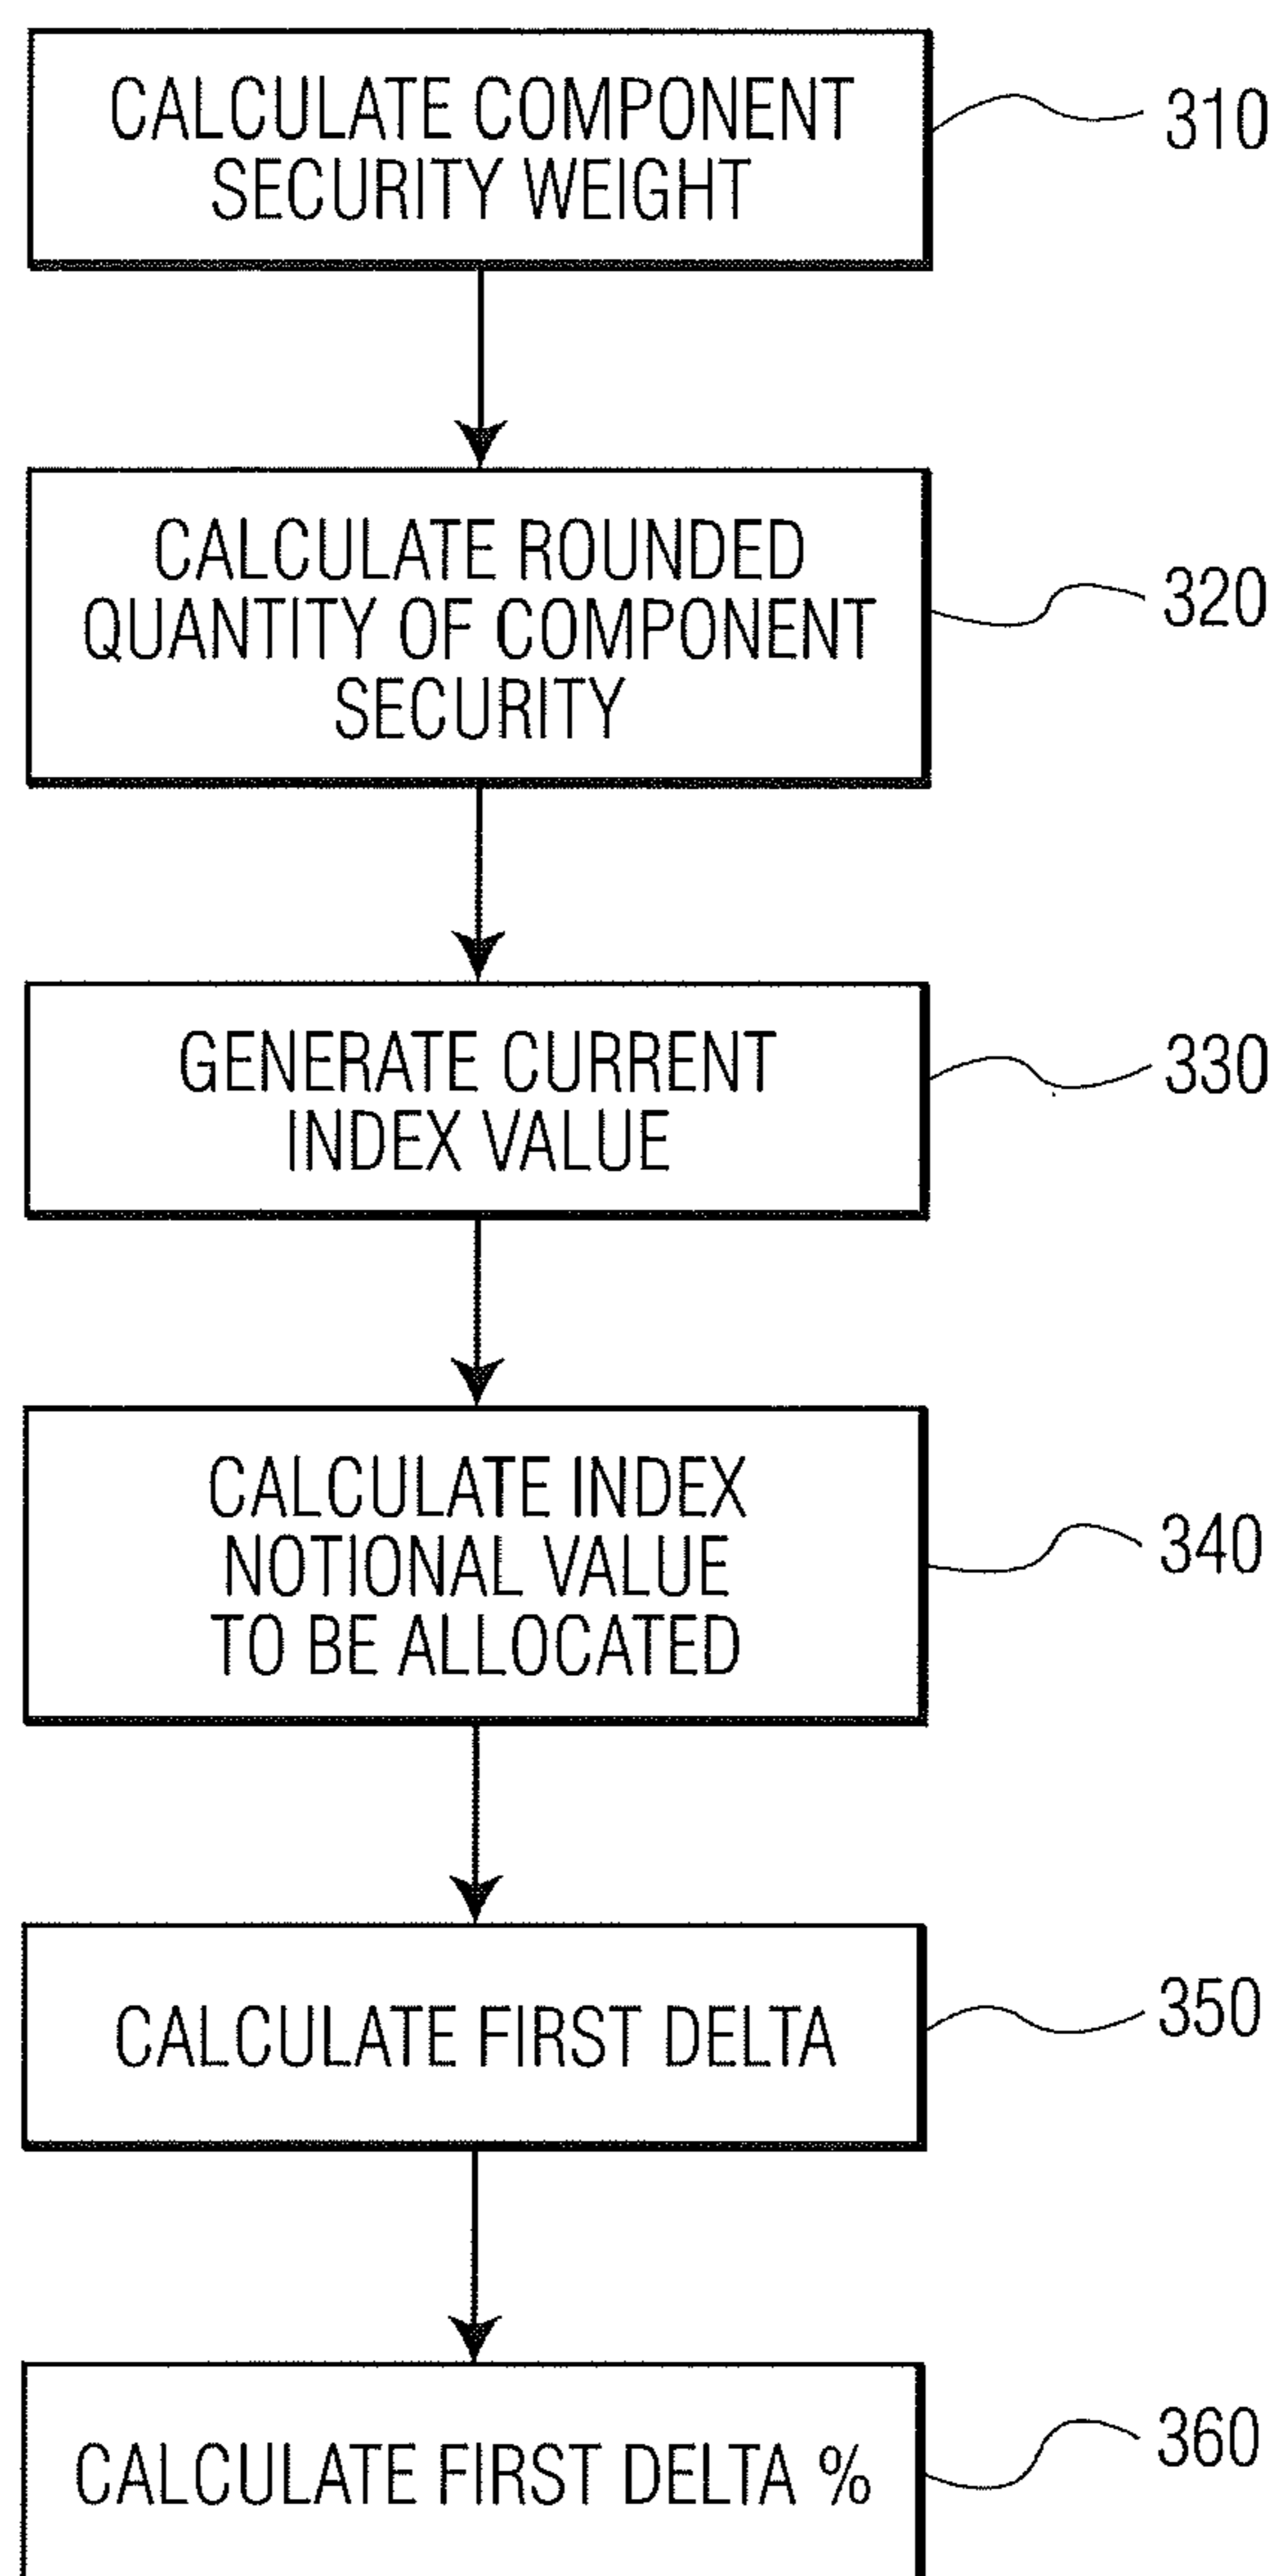 CALCULATE COMPONENT
SECURITY WEIGHT
310
CALCULATE ROUNDED
QUANTITY OF COMPONENT
SECURITY
320
GENERATE CURRENT
INDEX VALUE
330
CALCULATE INDEX
NOTIONAL VALUE
TO BE ALLOCATED
340
CALCULATE FIRST DELTA
350
CALCULATE FIRST DELTA %
360